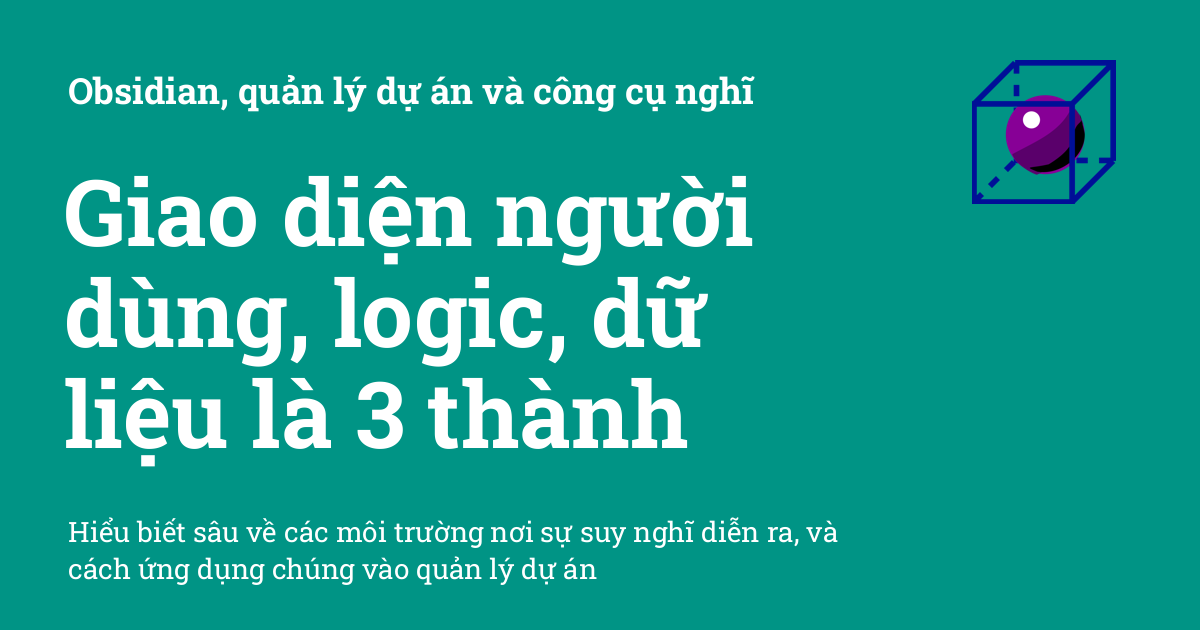 Obsidian, quản lý dự án và công cụ nghĩ
Giao diện người
dùng, logic, dữ
liệu là 3 thành
Hiểu biết sâu về các môi trường nơi sự suy nghĩ diễn ra, và
cách ứng dụng chúng vào quản lý dự án